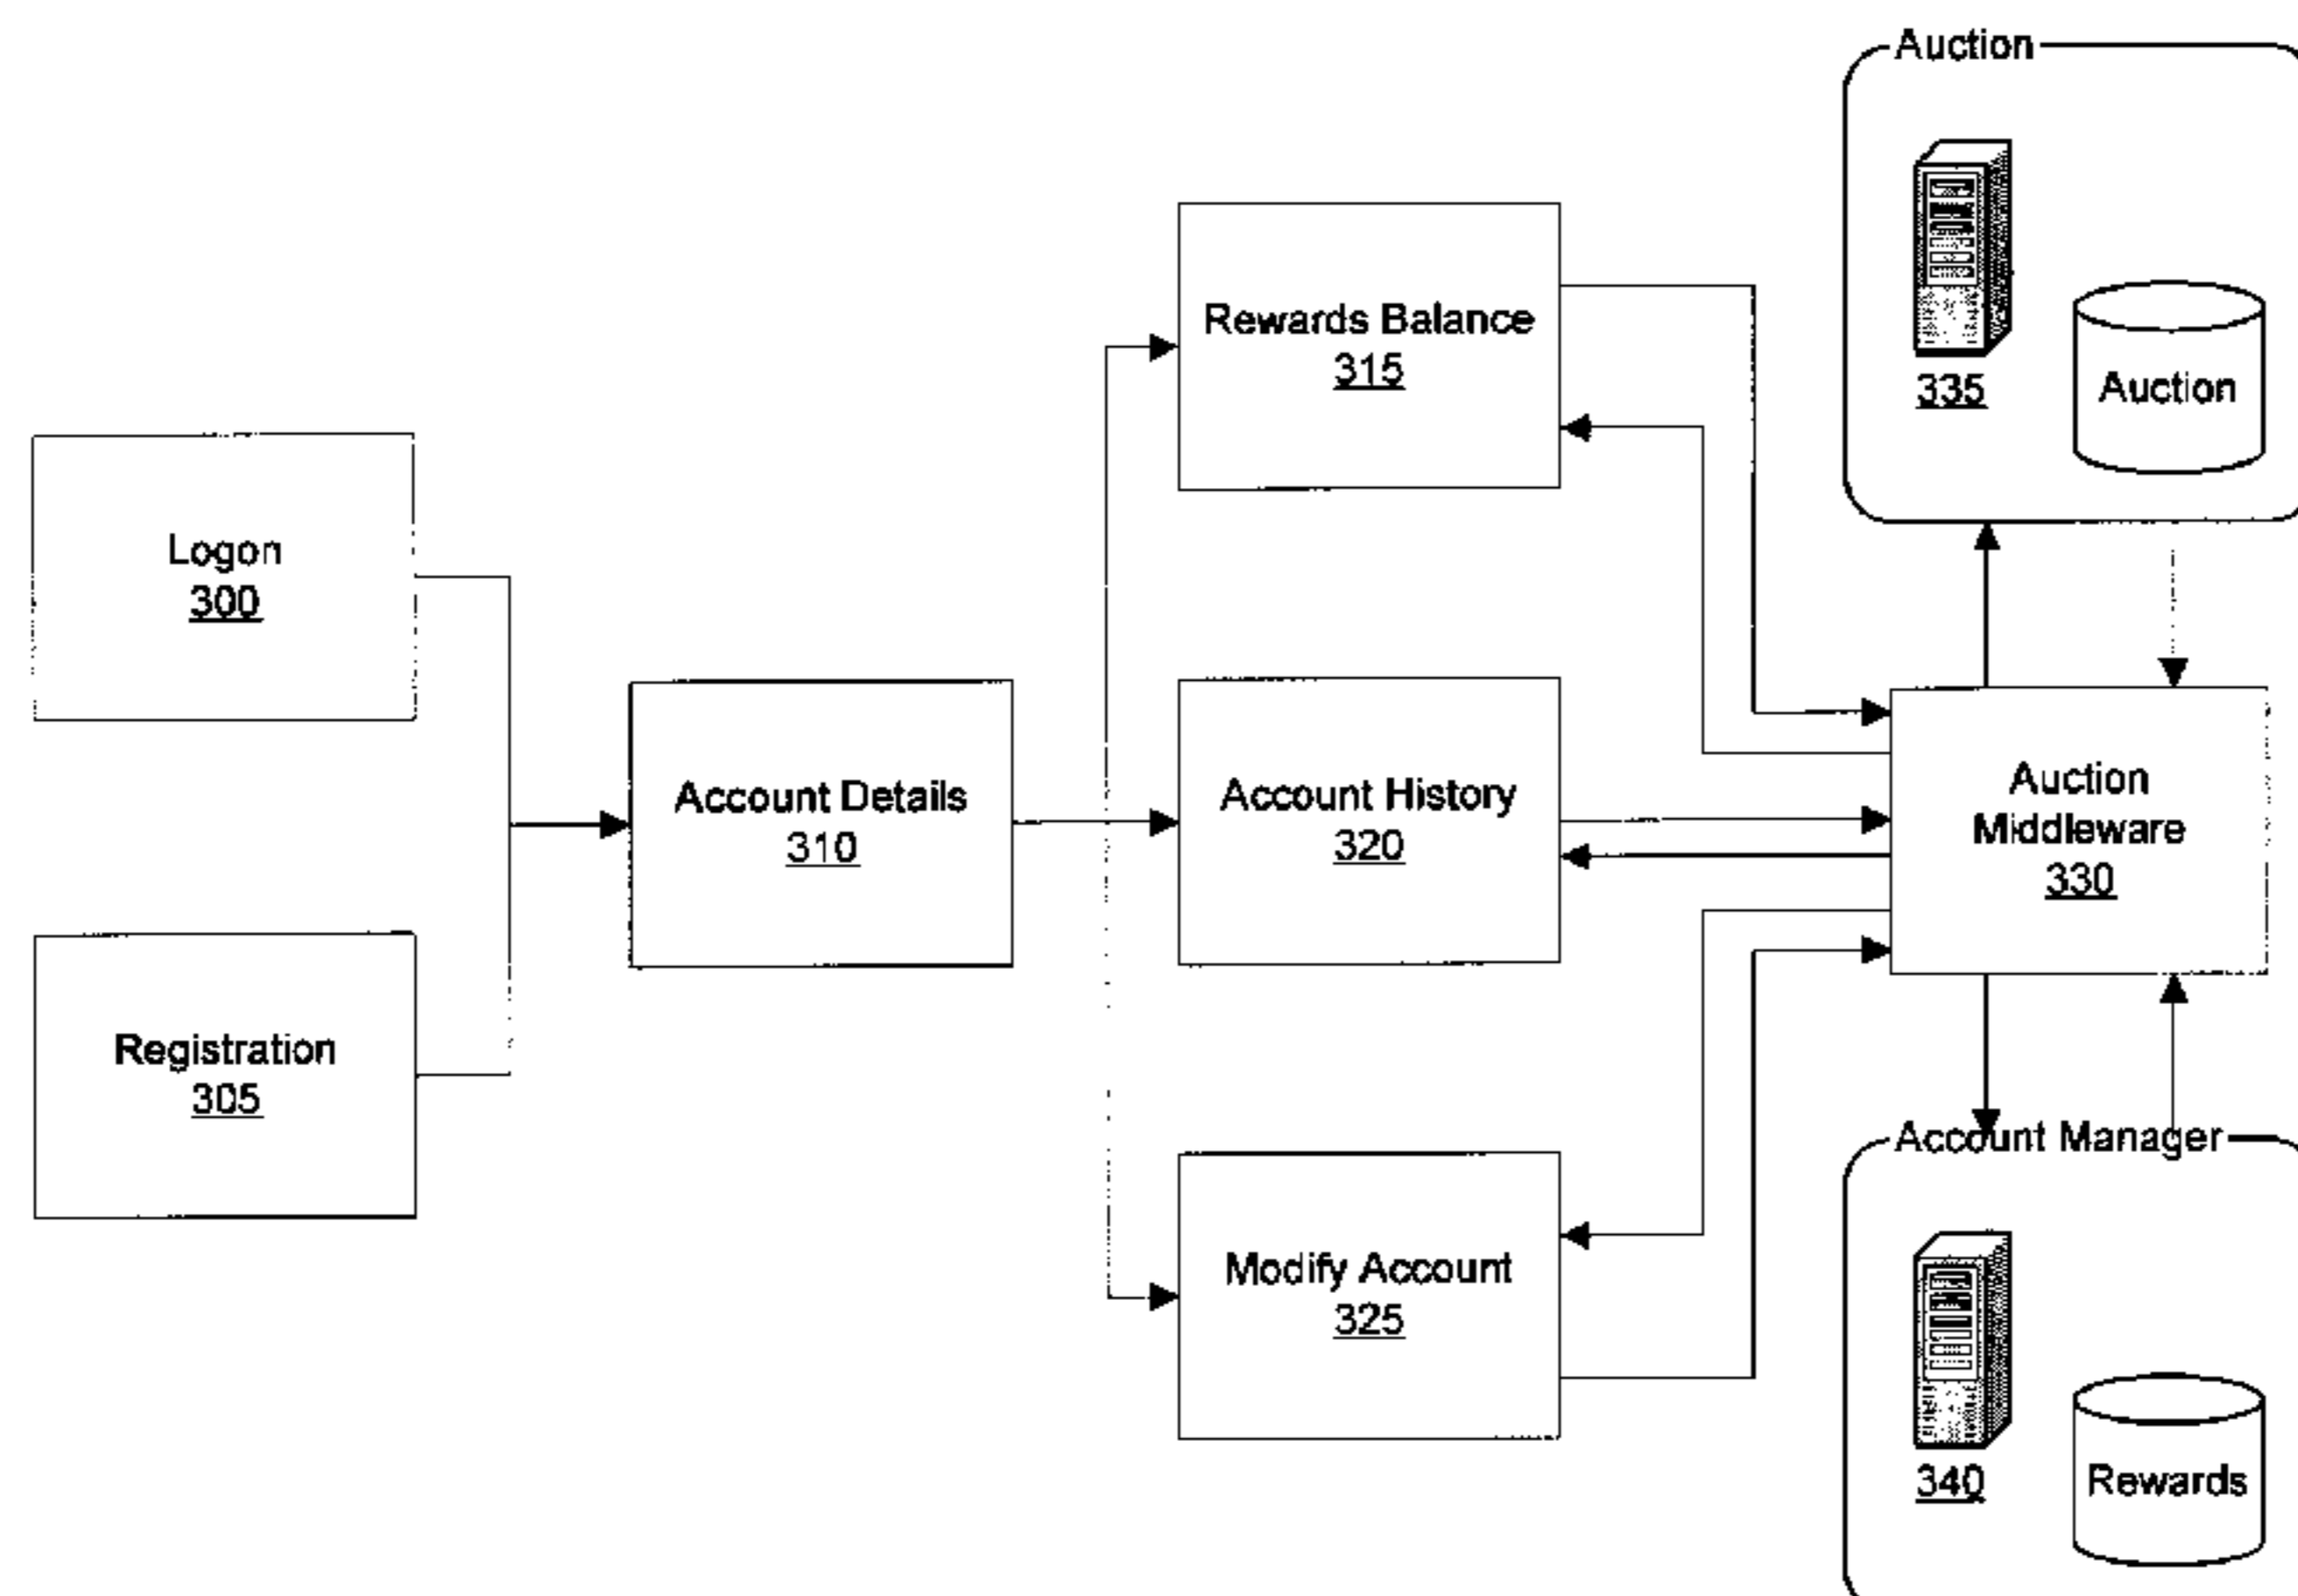 Auction
335
Auction
Rewards Balance
315
Logon
300
Account Details
310
Account History
320
Auction
Middleware
330
Registration
305
Modify Account
325
Account Manager
340
Rewards